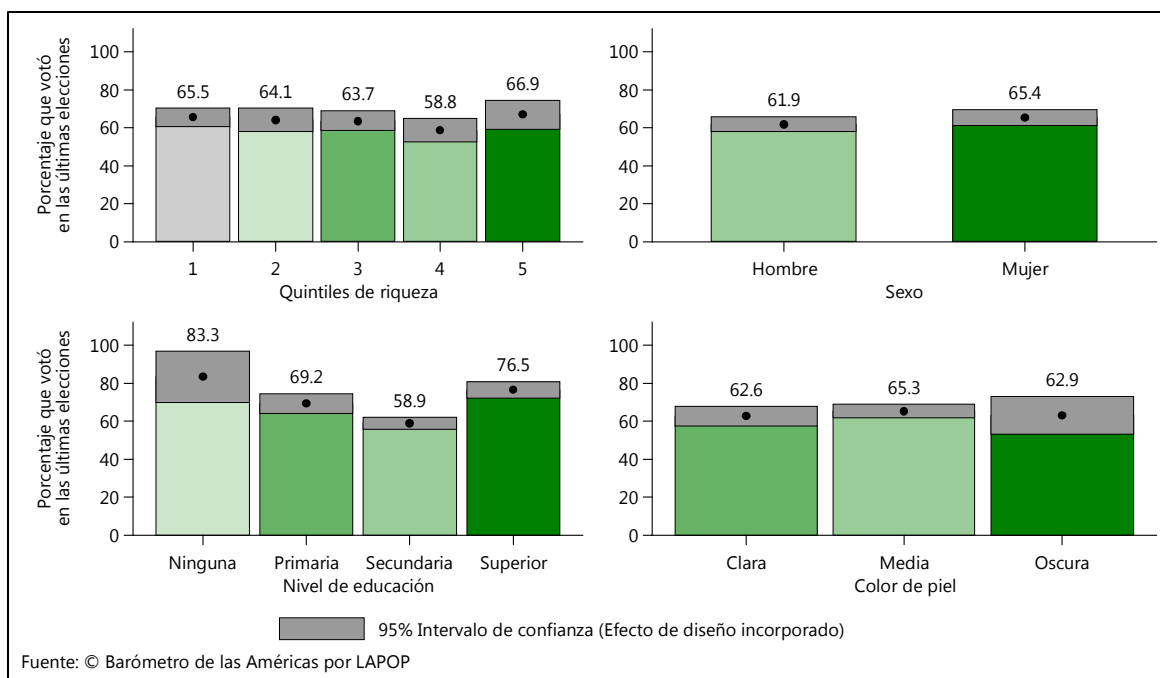 Porcentaje que votó
en las últimas elecciones
100
80
60
40
20
0
65.5
64.1
63.7
58.8
66.9
1
2
3
4
5
Quintiles de riqueza
100
80
60
40
20
0
61.9
65.4
Hombre
Mujer
Sexo
Porcentaje que votó
en las últimas elecciones
100
80
60
40
20
0
83.3
69.2
58.9
76.5
Ninguna
Primaria
Secundaria
Superior
Nivel de educación
100
80
60
40
20
0
62.6
65.3
62.9
Clara
Media
Oscura
Color de piel
95% Intervalo de confianza (Efecto de diseño incorporado)
Fuente: © Barómetro de las Américas por LAPOP